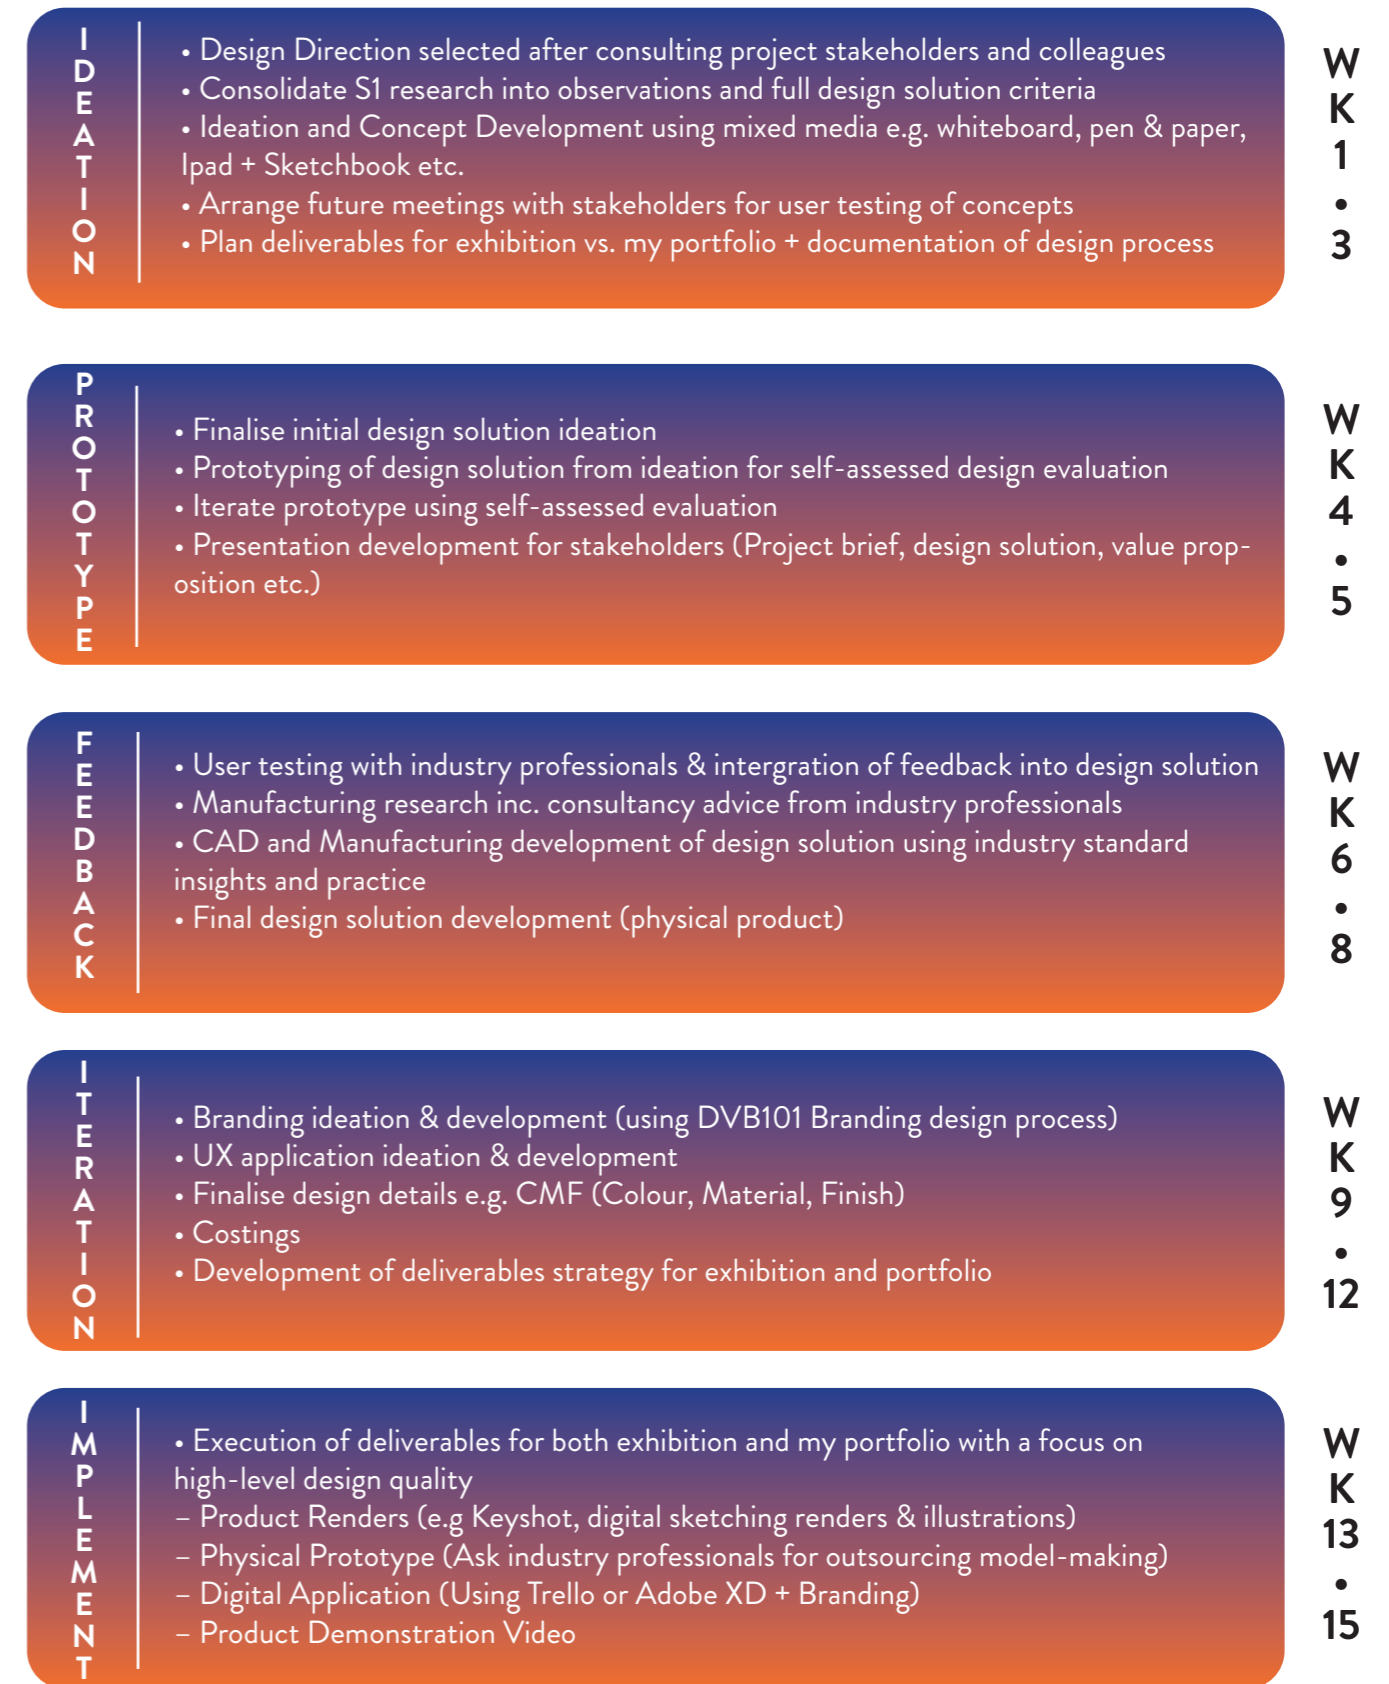 IDEATION
• Design Direction selected after consulting project stakeholders and colleagues
• Consolidate S1 research into observations and full design solution criteria
• Ideation and Concept Development using mixed media e.g. whiteboard, pen & paper,
Ipad + Sketchbook etc.
• Arrange future meetings with stakeholders for user testing of concepts
• Plan deliverables for exhibition vs. my portfolio + documentation of design process
WK 1 • 3
PROTOTYPE
• Finalise initial design solution ideation
• Prototyping of design solution from ideation for self-assessed design evaluation
• Iterate prototype using self-assessed evaluation
• Presentation development for stakeholders (Project brief, design solution, value prop-
osition etc.)
WK 4 • 5
FEEDBACK
• User testing with industry professionals & intergration of feedback into design solution
• Manufacturing research inc. consultancy advice from industry professionals
• CAD and Manufacturing development of design solution using industry standard
insights and practice
• Final design solution development (physical product)
WK 6 • 8
ITERATION
• Branding ideation & development (using DVB101 Branding design process)
• UX application ideation & development
• Finalise design details e.g. CMF (Colour, Material, Finish)
• Costings
• Development of deliverables strategy for exhibition and portfolio
WK 9 • 12
IMPLEMENT
• Execution of deliverables for both exhibition and my portfolio with a focus on
high-level design quality
– Product Renders (e.g Keyshot, digital sketching renders & illustrations)
– Physical Prototype (Ask industry professionals for outsourcing model-making)
– Digital Application (Using Trello or Adobe XD + Branding)
– Product Demonstration Video
WK 13 • 15